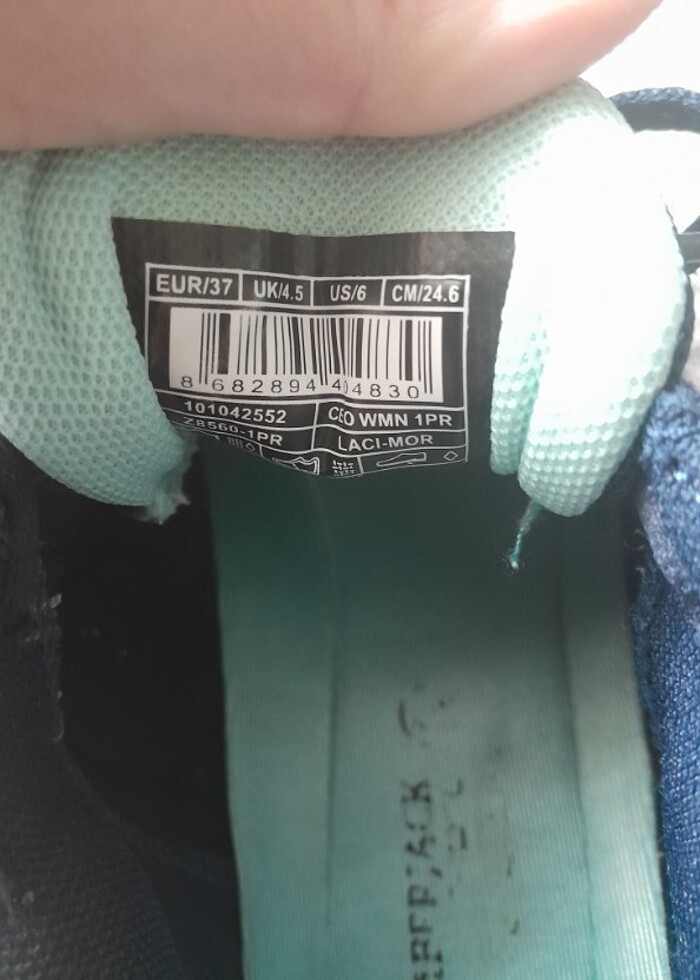 EUR/37 UK/4.5 US/6 CM/24.6
8 682894 404830
101042552 CEO WMN 1PR
Z8560-1PR LACI-MOR